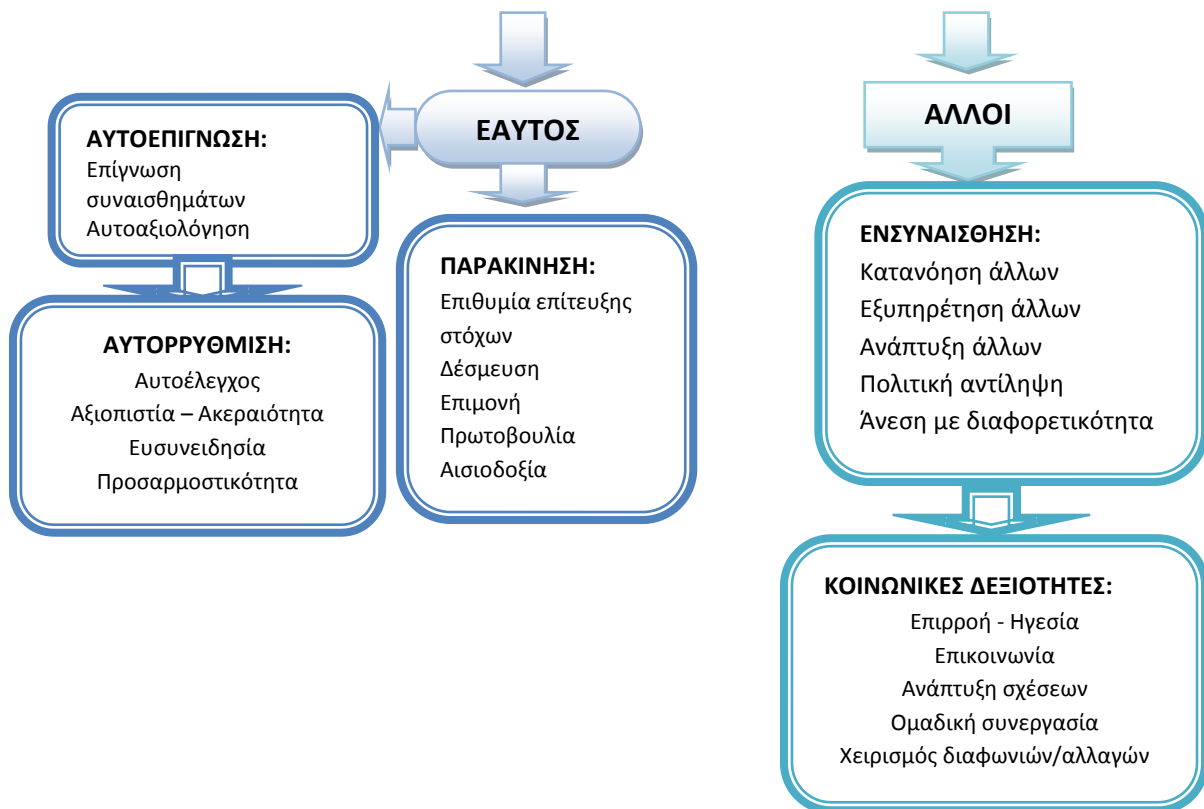 ΕΑΥΤΟΣ
ΑΥΤΟΕΠΙΓΝΩΣΗ:
Επίγνωση
συναισθημάτων
Αυτοαξιολόγηση
ΑΥΤΟΡΡΥΘΜΙΣΗ:
Αυτοέλεγχος
Αξιοπιστία – Ακεραιότητα
Ευσυνειδησία
Προσαρμοστικότητα
ΠΑΡΑΚΙΝΗΣΗ:
Επιθυμία επίτευξης
στόχων
Δέσμευση
Επιμονή
Πρωτοβουλία
Αισιοδοξία
ΑΛΛΟΙ
ΕΝΣΥΝΑΙΣΘΗΣΗ:
Κατανόηση άλλων
Εξυπηρέτηση άλλων
Ανάπτυξη άλλων
Πολιτική αντίληψη
Άνεση με διαφορετικότητα
ΚΟΙΝΩΝΙΚΕΣ ΔΕΞΙΟΤΗΤΕΣ:
Επιρροή - Ηγεσία
Επικοινωνία
Ανάπτυξη σχέσεων
Ομαδική συνεργασία
Χειρισμός διαφωνιών/αλλαγών